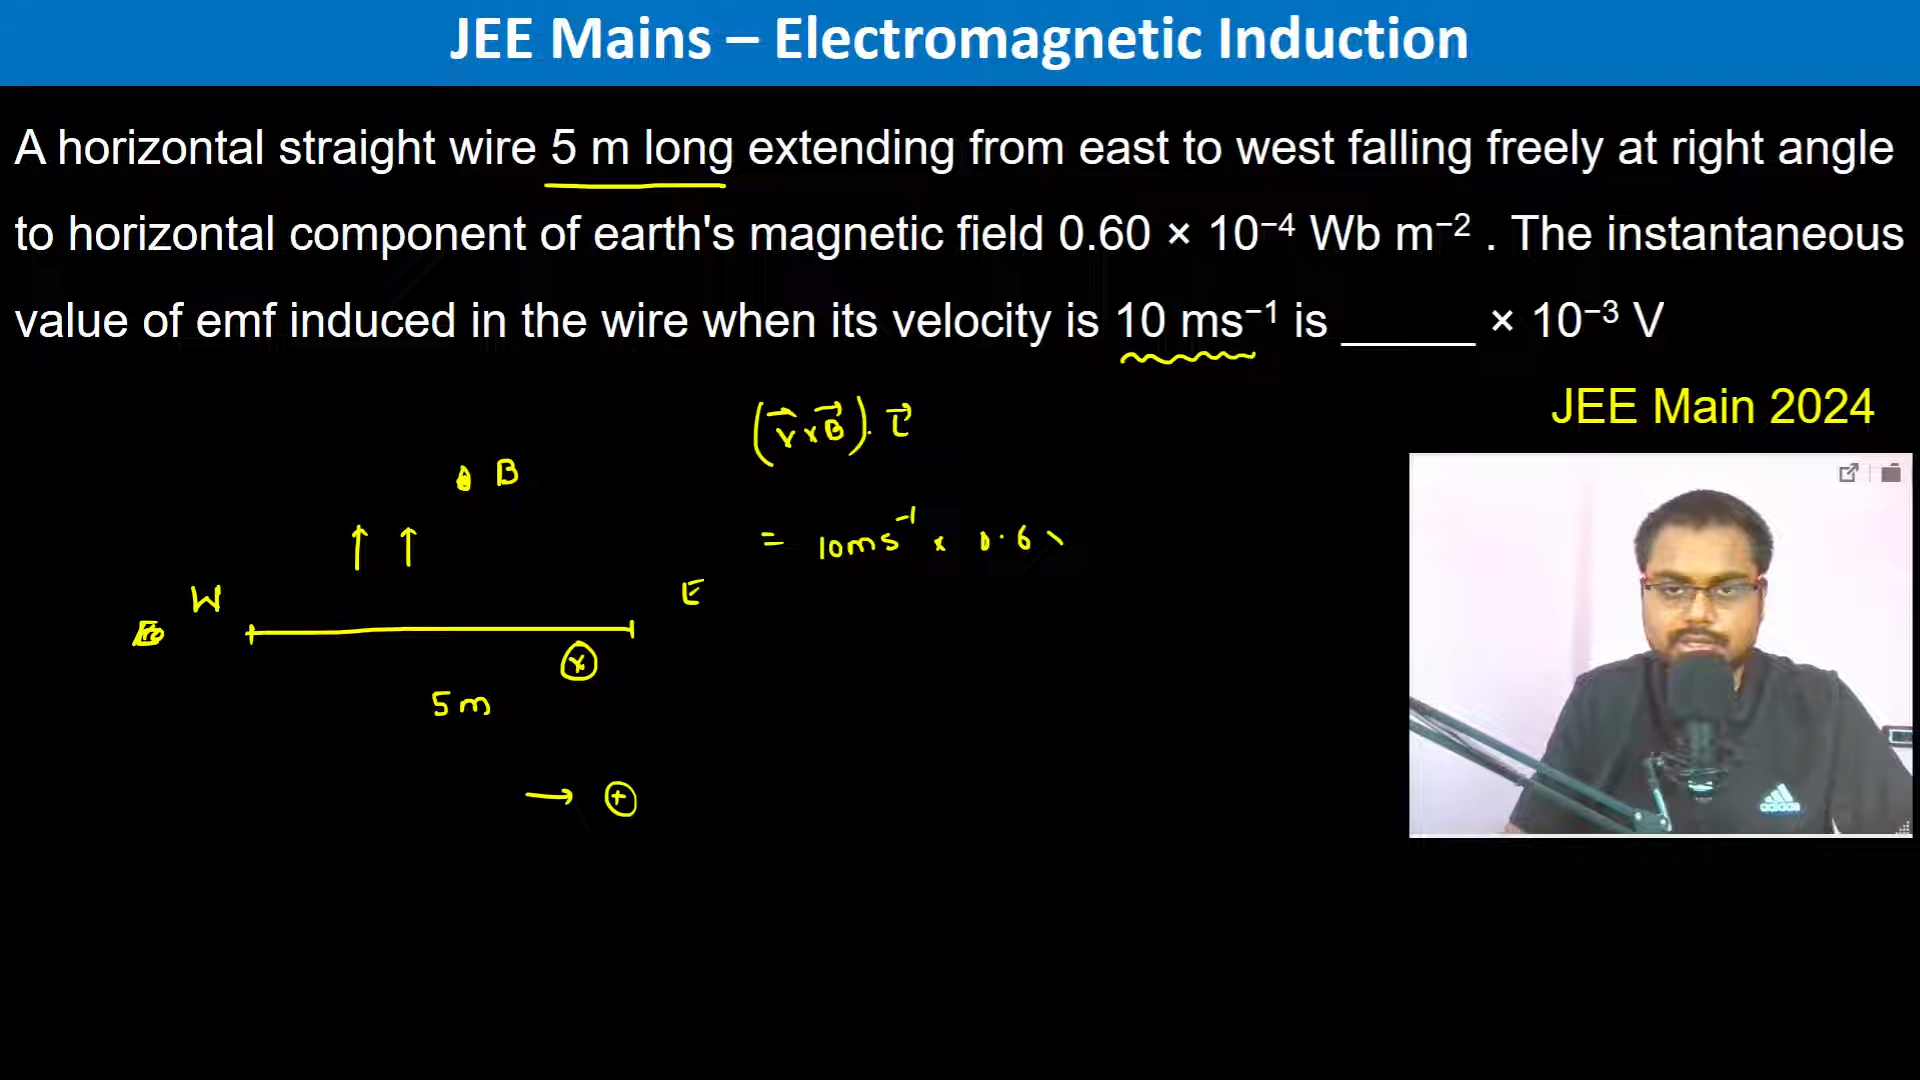 JEE Mains – Electromagnetic Induction
A horizontal straight wire 5 m long extending from east to west falling freely at right angle
to horizontal component of earth's magnetic field 0.60 × 10⁻⁴ Wb m⁻² . The instantaneous
value of emf induced in the wire when its velocity is 10 ms⁻¹ is _____ × 10⁻³ V
JEE Main 2024
(v⃗ × B⃗) . L⃗
B
= 10ms⁻¹ × 0.6
W
E
x
5m
→ +
adidas